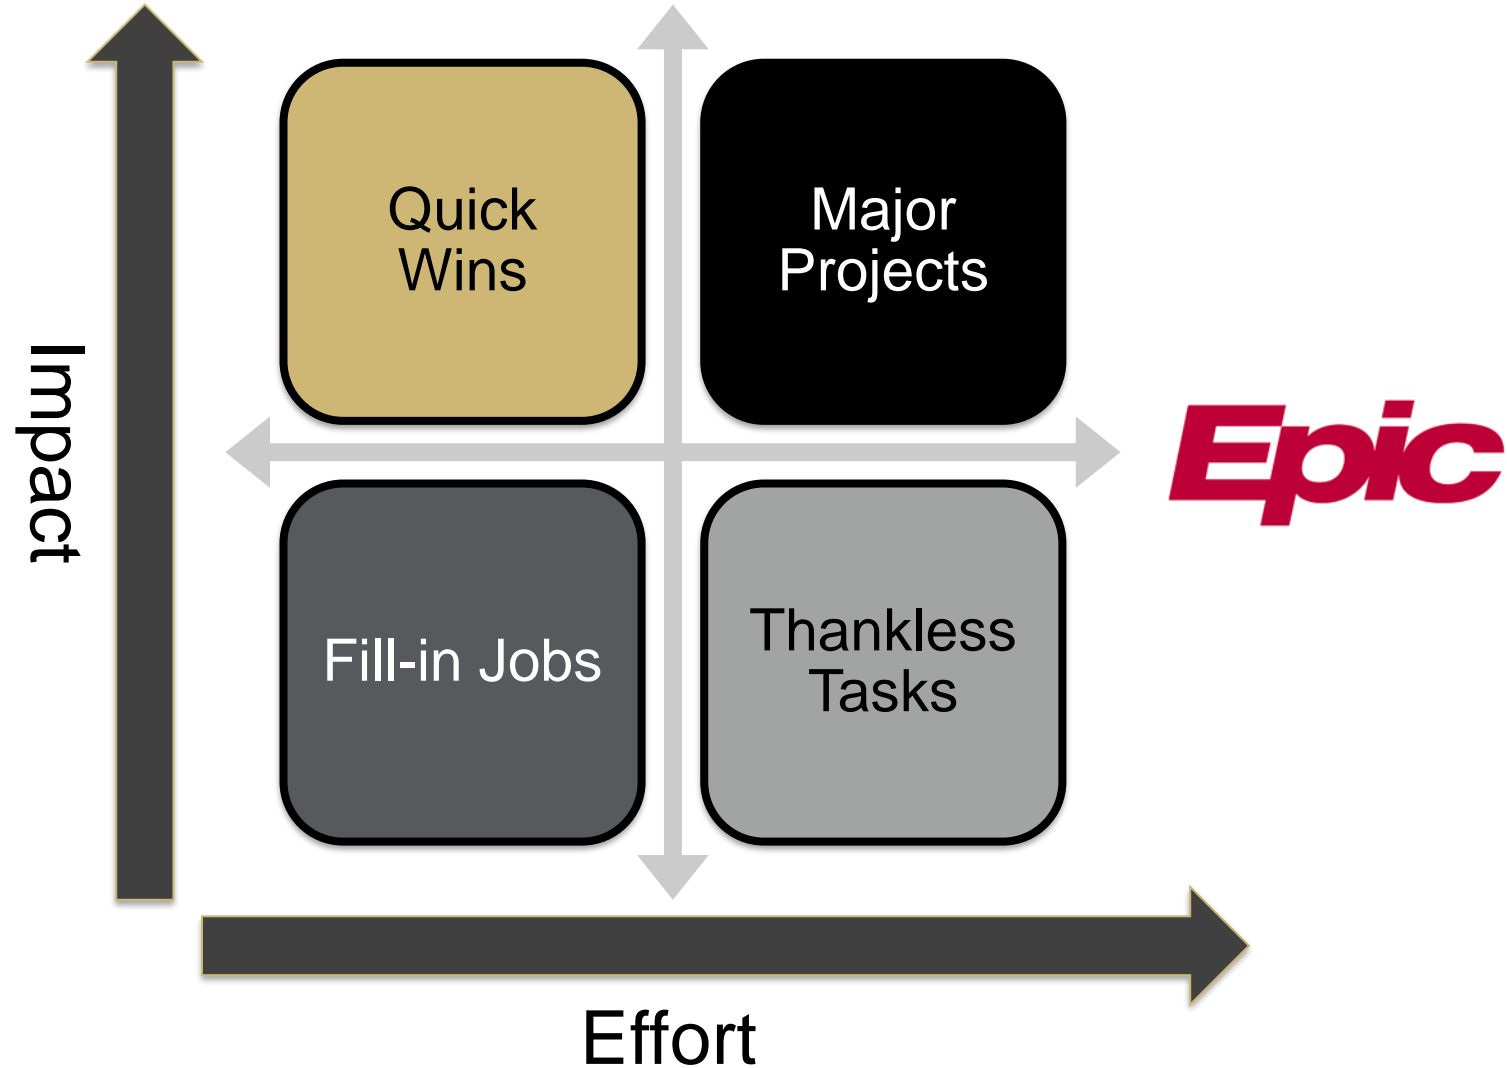 Impact
Quick
Wins
Major
Projects
Epic
Fill-in Jobs
Thankless
Tasks
Effort